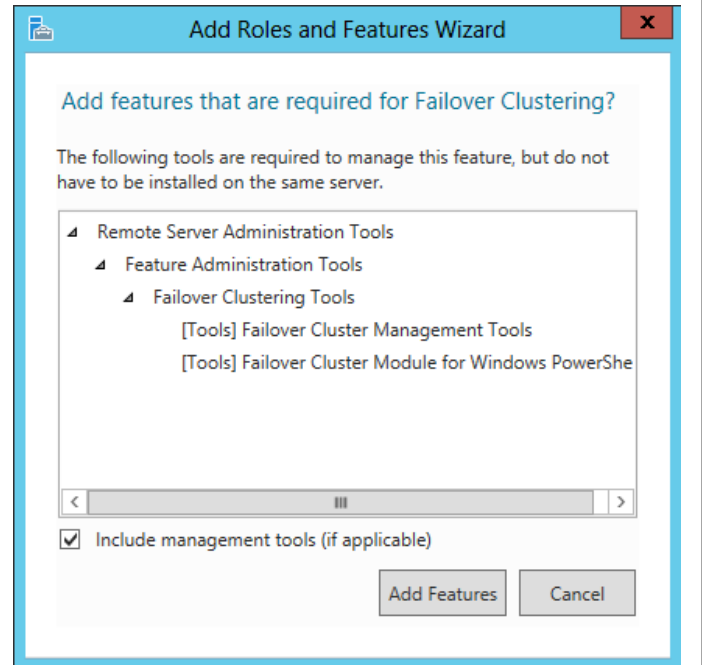 Add Roles and Features Wizard
x
Add features that are required for Failover Clustering?
The following tools are required to manage this feature, but do not
have to be installed on the same server.
Remote Server Administration Tools
Feature Administration Tools
Failover Clustering Tools
[Tools] Failover Cluster Management Tools
[Tools] Failover Cluster Module for Windows PowerShe
Include management tools (if applicable)
Add Features Cancel